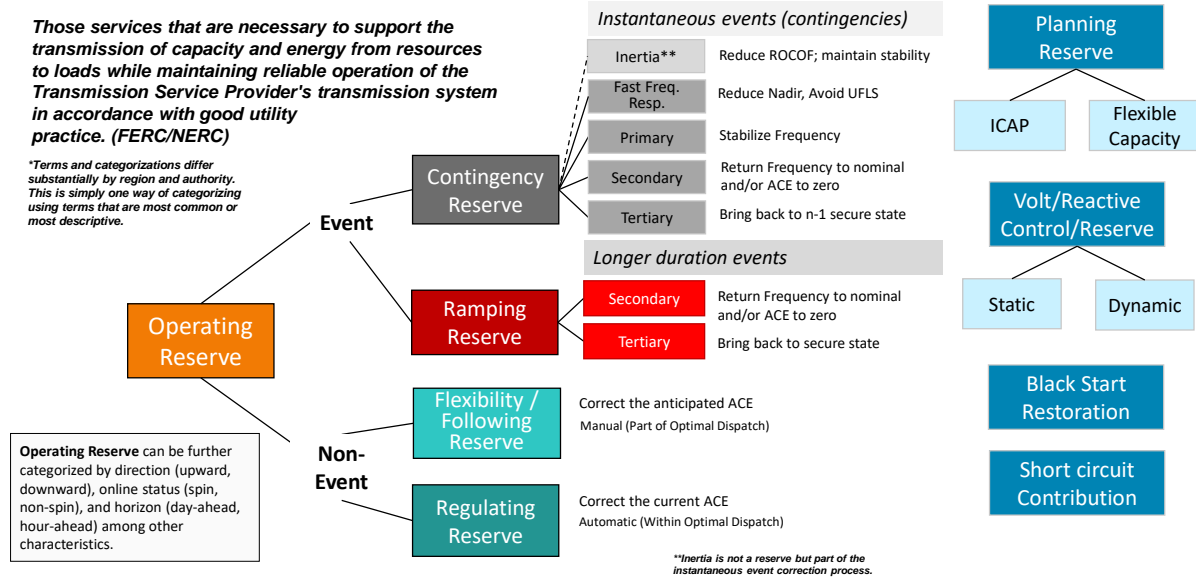 Those services that are necessary to support the
transmission of capacity and energy from resources
to loads while maintaining reliable operation of the
Transmission Service Provider's transmission system
in accordance with good utility
practice. (FERC/NERC)
*Terms and categorizations differ
substantially by region and authority.
This is simply one way of categorizing
using terms that are most common or
most descriptive.
Operating
Reserve
Operating Reserve can be further
categorized by direction (upward,
downward), online status (spin,
non-spin), and horizon (day-ahead,
hour-ahead) among other
characteristics.
Event
Non-
Event
Contingency
Reserve
Ramping
Reserve
Flexibility /
Following
Reserve
Regulating
Reserve
Instantaneous events (contingencies)
Inertia**
Reduce ROCOF; maintain stability
Fast Freq.
Resp.
Reduce Nadir, Avoid UFLS
Primary
Stabilize Frequency
Secondary
Return Frequency to nominal
and/or ACE to zero
Tertiary
Bring back to n-1 secure state
Longer duration events
Secondary
Return Frequency to nominal
and/or ACE to zero
Tertiary
Bring back to secure state
Correct the anticipated ACE
Manual (Part of Optimal Dispatch)
Correct the current ACE
Automatic (Within Optimal Dispatch)
**Inertia is not a reserve but part of the
instantaneous event correction process.
Planning
Reserve
ICAP
Flexible
Capacity
Volt/Reactive
Control/Reserve
Static
Dynamic
Black Start
Restoration
Short circuit
Contribution